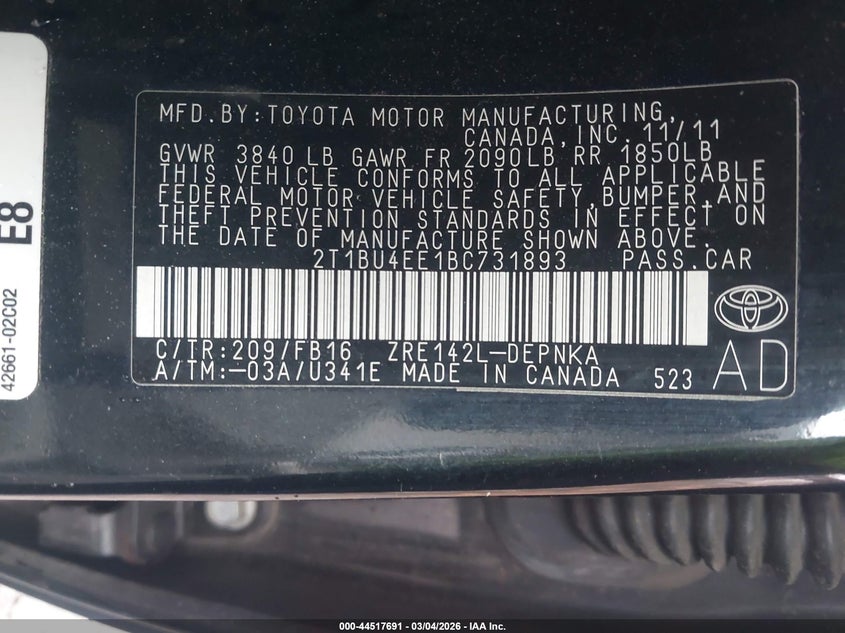 MFD.BY:TOYOTA MOTOR MANUFACTURING,
CANADA,INC. 11/11
GVWR 3840 LB GAWR FR 2090LB RR 1850LB
THIS VEHICLE CONFORMS TO ALL APPLICABLE
FEDERAL MOTOR VEHICLE SAFETY,BUMPER,AND
THEFT PREVENTION STANDARDS IN EFFECT ON
THE DATE OF MANUFACTURE SHOWN ABOVE.
2T1BU4EE1BC731893 PASS.CAR
C/TR:209/FB16 ZRE142L-DEPNKA
A/TM:-03A/U341E MADE IN CANADA 523
AD
E8
42661-02C02
000-44517691 - 03/04/2026 - IAA Inc.